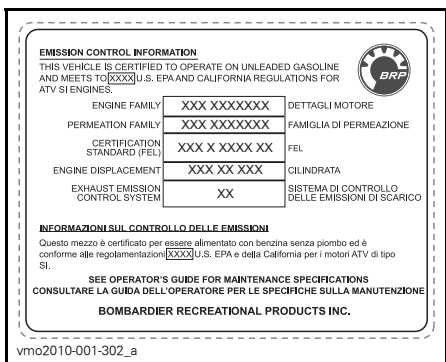 EMISSION CONTROL INFORMATION
THIS VEHICLE IS CERTIFIED TO OPERATE ON UNLEADED GASOLINE
AND MEETS TO XXXX U.S. EPA AND CALIFORNIA REGULATIONS FOR
ATV SI ENGINES.
BRP
ENGINE FAMILY XXX XXXXXXX DETTAGLI MOTORE
PERMEATION FAMILY XXX XXXXXXX FAMIGLIA DI PERMEAZIONE
CERTIFICATION
STANDARD (FEL) XXX X XXXX XX FEL
ENGINE DISPLACEMENT XXX XX XXX CILINDRATA
EXHAUST EMISSION
CONTROL SYSTEM XX SISTEMA DI CONTROLLO
DELLE EMISSIONI DI SCARICO
INFORMAZIONI SUL CONTROLLO DELLE EMISSIONI
Questo mezzo è certificato per essere alimentato con benzina senza piombo ed è
conforme alle regolamentazioni XXXX U.S. EPA e della California per i motori ATV di tipo
SI.
SEE OPERATOR'S GUIDE FOR MAINTENANCE SPECIFICATIONS
CONSULTARE LA GUIDA DELL'OPERATORE PER LE SPECIFICHE SULLA MANUTENZIONE
BOMBARDIER RECREATIONAL PRODUCTS INC.
vmo2010-001-302_a